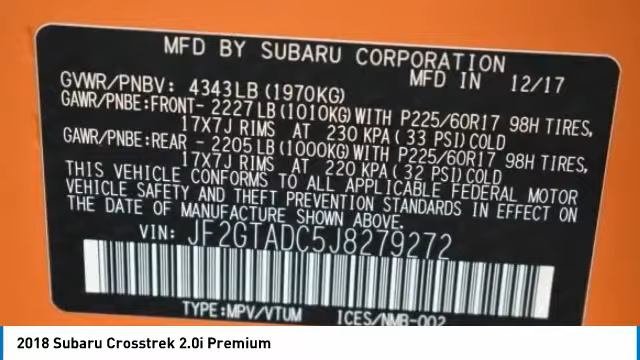 MFD BY SUBARU CORPORATION
MFD IN 12/17
GVWR/PNBV: 4343LB (1970KG)
GAWR/PNBE:FRONT- 2227 LB (1010KG) WITH P225/60R17 98H TIRES,
17X7J RIMS AT 230 KPA ( 33 PSI) COLD
GAWR/PNBE:REAR - 2205 LB (1000KG) WITH P225/60R17 98H TIRES,
17X7J RIMS AT 220 KPA ( 32 PSI) COLD
THIS VEHICLE CONFORMS TO ALL APPLICABLE FEDERAL MOTOR
VEHICLE SAFETY AND THEFT PREVENTION STANDARDS IN EFFECT ON
THE DATE OF MANUFACTURE SHOWN ABOVE.
VIN: JF2GTADC5J8279272
TYPE:MPV/VTUM ICES/NMB-002
2018 Subaru Crosstrek 2.0i Premium